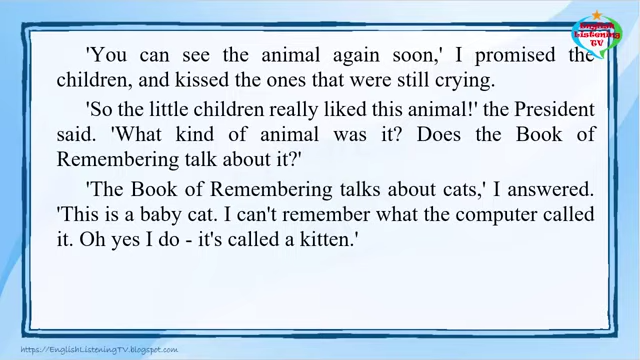 English
Listening
TV
'You can see the animal again soon,' I promised the
children, and kissed the ones that were still crying.
'So the little children really liked this animal!' the President
said. 'What kind of animal was it? Does the Book of
Remembering talk about it?'
'The Book of Remembering talks about cats,' I answered.
'This is a baby cat. I can't remember what the computer called
it. Oh yes I do - it's called a kitten.'
https://EnglishListeningTV.blogspot.com